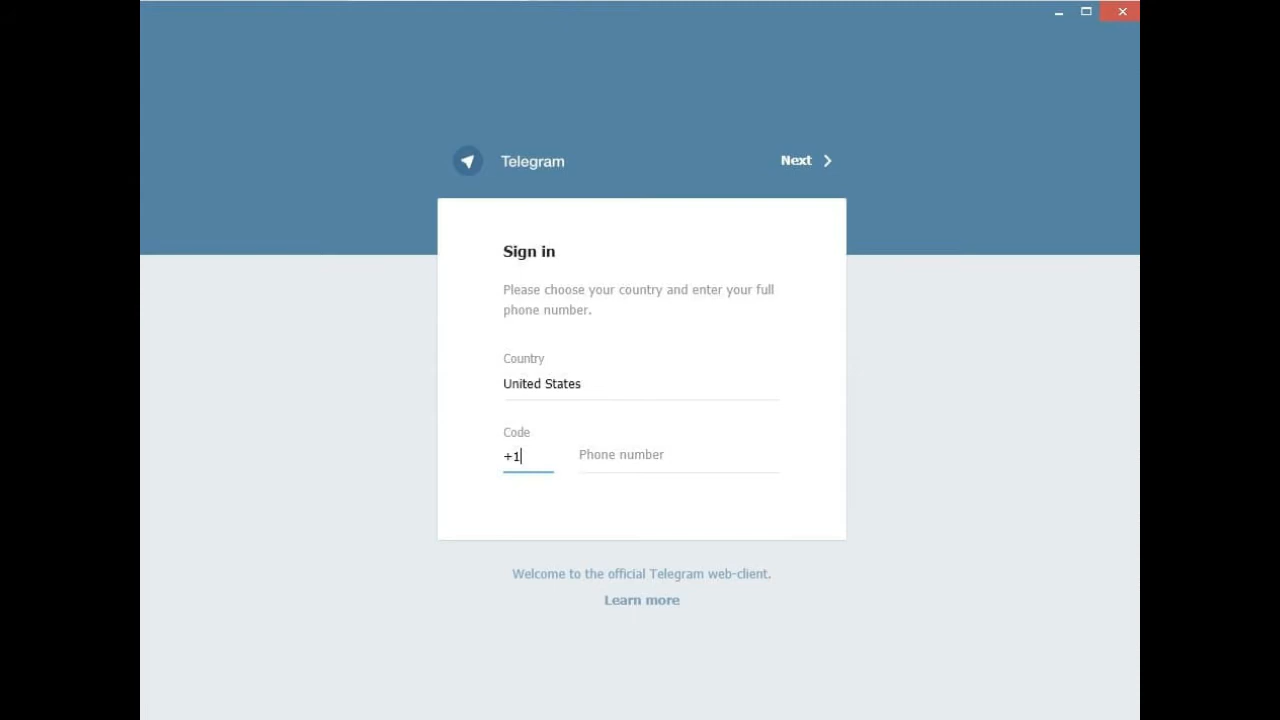 Telegram
Next
Sign in
Please choose your country and enter your full
phone number.
Country
United States
Code
+1
Phone number
Welcome to the official Telegram web-client.
Learn more